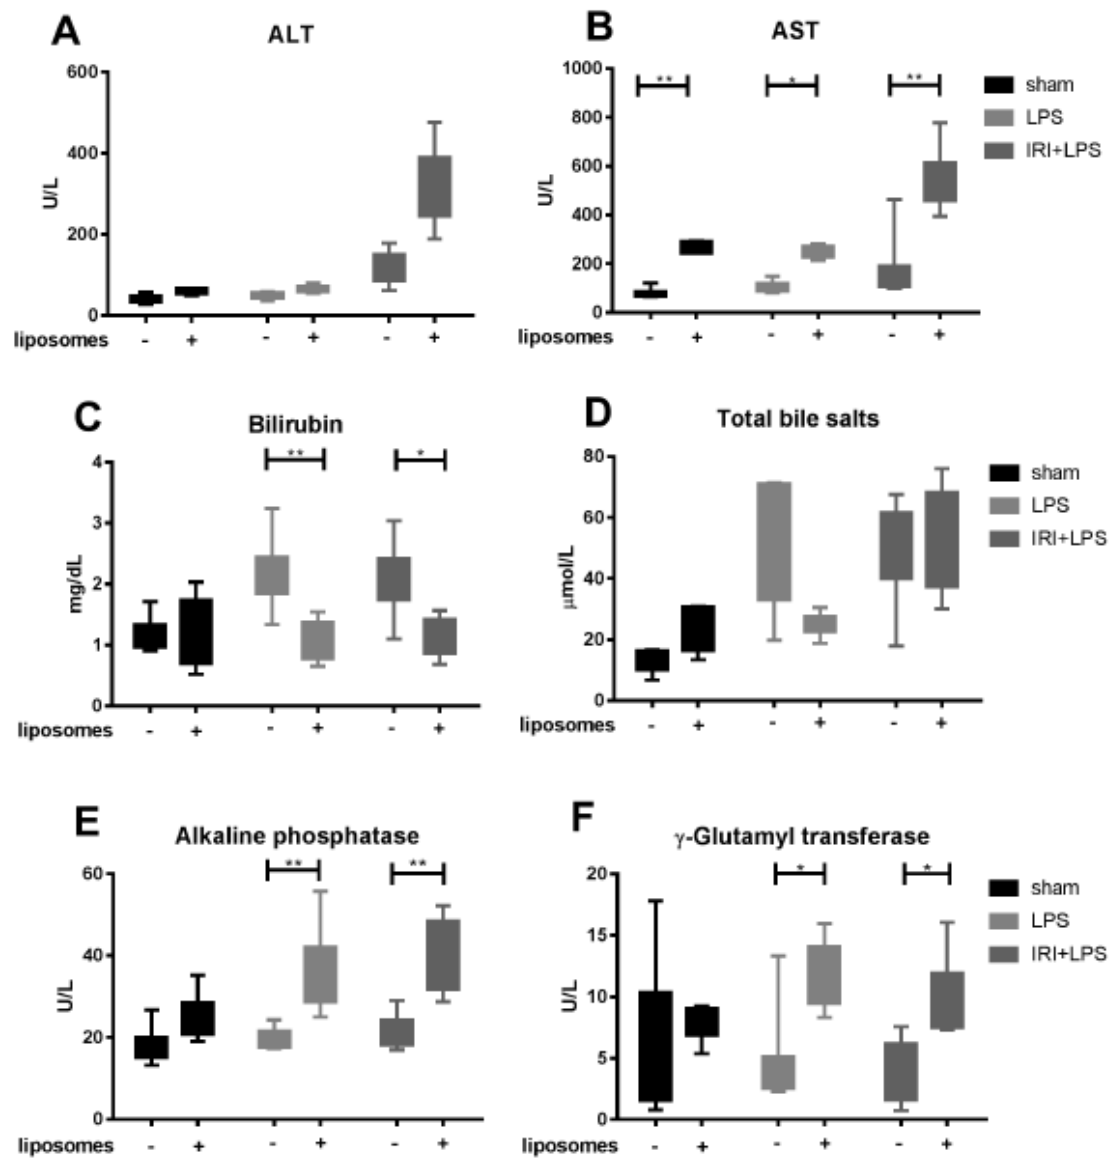 A
ALT
600
400
200
0
U/L
liposomes - + - + - +
B
AST
1000
800
600
400
200
0
U/L
** * **
liposomes - + - + - +
sham
LPS
IRI+LPS
C
Bilirubin
4
3
2
1
0
mg/dL
** *
liposomes - + - + - +
D
Total bile salts
80
60
40
20
0
μmol/L
liposomes - + - + - +
sham
LPS
IRI+LPS
E
Alkaline phosphatase
60
40
20
0
U/L
** **
liposomes - + - + - +
F
γ-Glutamyl transferase
20
15
10
5
0
U/L
* *
liposomes - + - + - +
sham
LPS
IRI+LPS